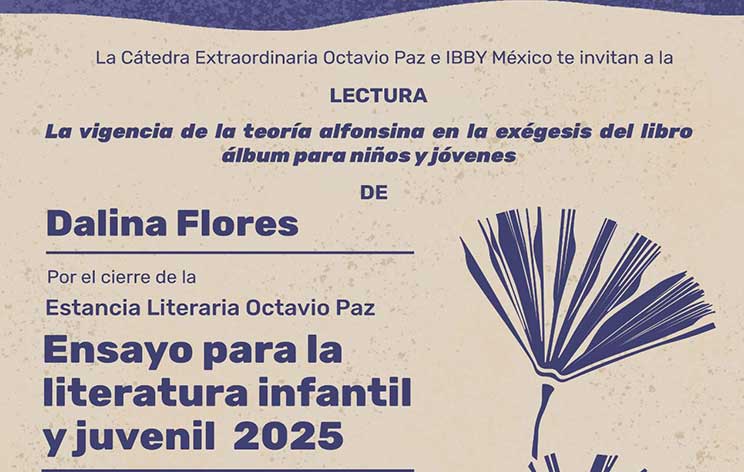 La Cátedra Extraordinaria Octavio Paz e IBBY México te invitan a la
LECTURA
La vigencia de la teoría alfonsina en la exégesis del libro
álbum para niños y jóvenes
DE
Dalina Flores
Por el cierre de la
Estancia Literaria Octavio Paz
Ensayo para la
literatura infantil
y juvenil 2025